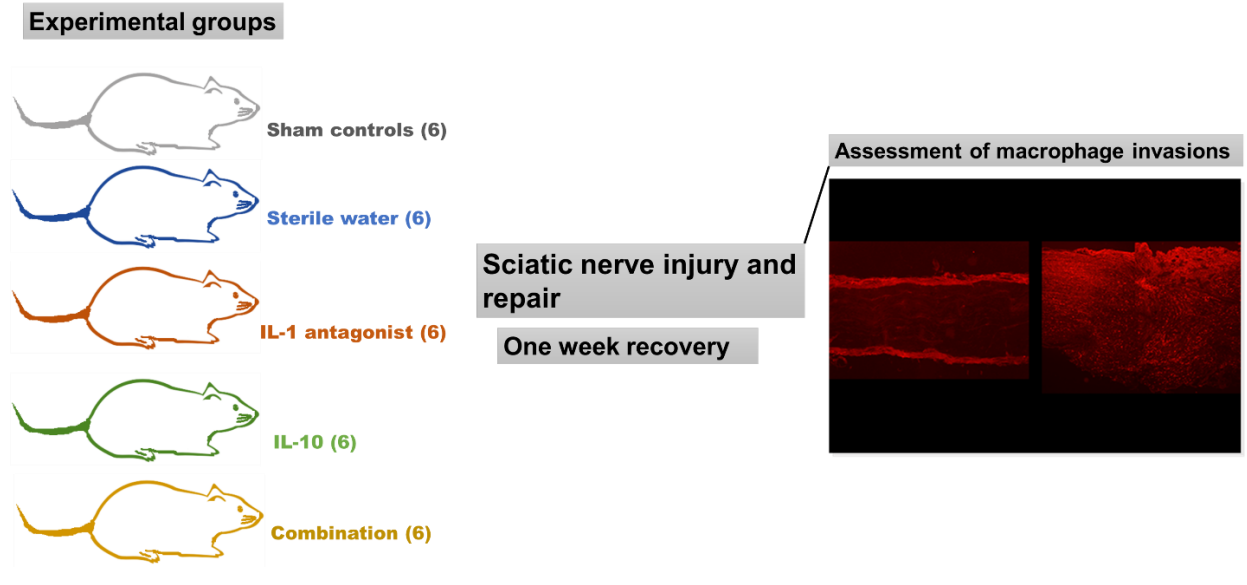 Experimental groups
Sham controls (6)
Sterile water (6)
IL-1 antagonist (6)
IL-10 (6)
Combination (6)
Sciatic nerve injury and
repair
One week recovery
Assessment of macrophage invasions